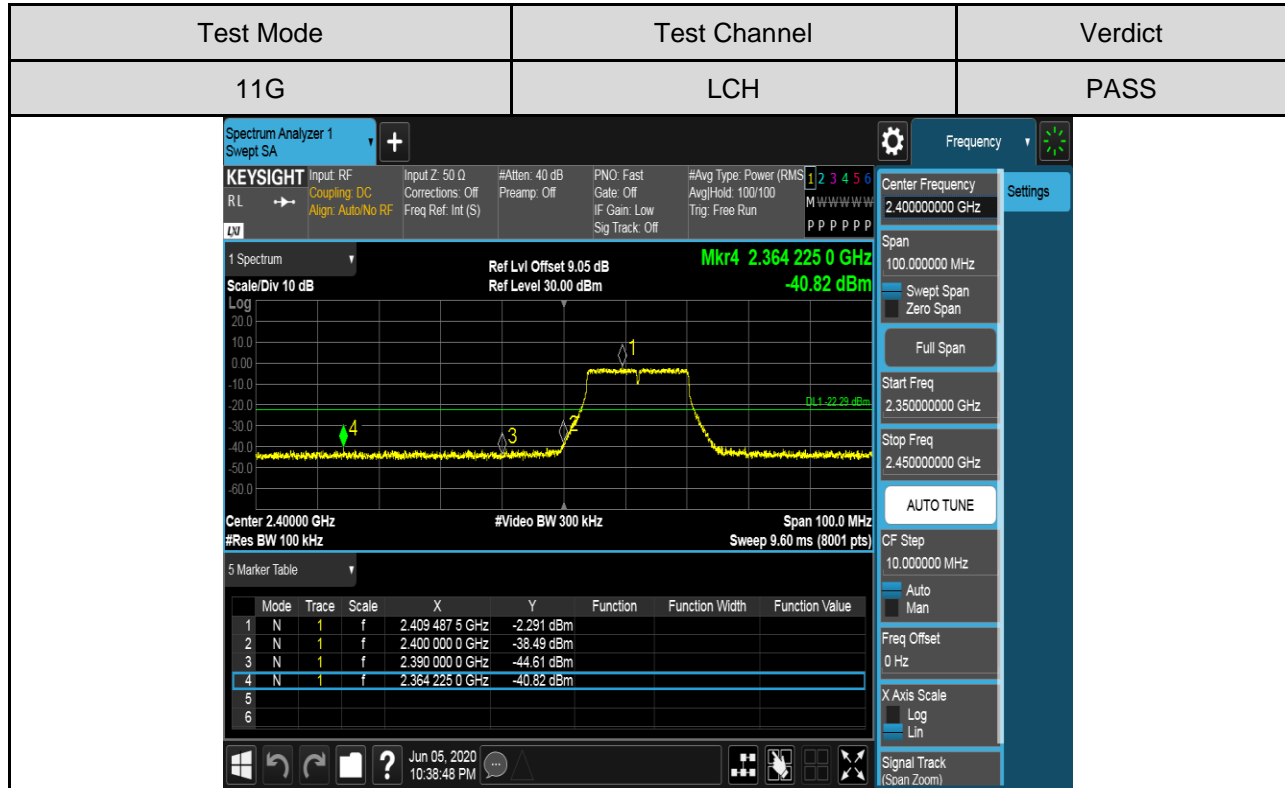 Test Mode Test Channel Verdict
11G LCH PASS
Spectrum Analyzer 1
Swept SA
+
Frequency
KEYSIGHT Input: RF Input Z: 50 Ω #Atten: 40 dB PNO: Fast #Avg Type: Power (RMS 1 2 3 4 5 6
RL Coupling: DC Corrections: Off Preamp: Off Gate: Off Avg|Hold: 100/100 M W W W W W
Align: Auto/No RF Freq Ref: Int (S) IF Gain: Low Trig: Free Run
LXI Sig Track: Off P P P P P P
1 Spectrum
Ref Lvl Offset 9.05 dB
Mkr4 2.364 225 0 GHz
Scale/Div 10 dB
Ref Level 30.00 dBm
-40.82 dBm
Log
20.0
10.0
0.00
-10.0
-20.0
-30.0
-40.0
-50.0
-60.0
1
DL1 -22.29 dBm
4
3
2
Center 2.40000 GHz #Video BW 300 kHz Span 100.0 MHz
#Res BW 100 kHz Sweep 9.60 ms (8001 pts)
5 Marker Table
Mode Trace Scale X Y Function Function Width Function Value
1 N 1 f 2.409 487 5 GHz -2.291 dBm
2 N 1 f 2.400 000 0 GHz -38.49 dBm
3 N 1 f 2.390 000 0 GHz -44.61 dBm
4 N 1 f 2.364 225 0 GHz -40.82 dBm
5
6
?
Jun 05, 2020
10:38:48 PM
Center Frequency
2.400000000 GHz
Settings
Span
100.000000 MHz
Swept Span
Zero Span
Full Span
Start Freq
2.350000000 GHz
Stop Freq
2.450000000 GHz
AUTO TUNE
CF Step
10.000000 MHz
Auto
Man
Freq Offset
0 Hz
X Axis Scale
Log
Lin
Signal Track
(Span Zoom)